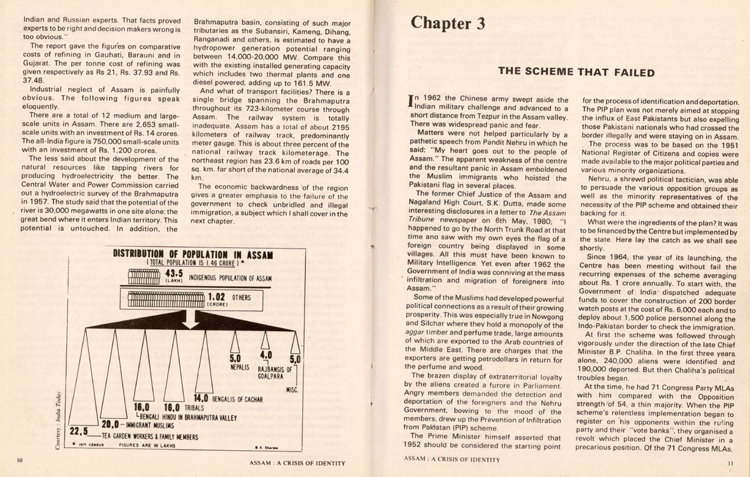 Indian and Russian experts. That facts proved
experts to be right and decision makers wrong is
too obvious."
The report gave the figures on comparative
costs of refining in Gauhati, Barauni and in
Gujarat. The per tonne cost of refining was
given respectively as Rs 21, Rs. 37.93 and Rs.
37.48.
Industrial neglect of Assam is painfully
obvious. The following figures speak
eloquently.
There are a total of 12 medium and large-
scale units in Assam. There are 2,653 small-
scale units with an investment of Rs. 14 crores.
The all-India figure is 750,000 small-scale units
with an investment of Rs. 1,200 crores.
The less said about the development of the
natural resources like tapping rivers for
producing hydroelectricity the better. The
Central Water and Power Commission carried
out a hydroelectric survey of the Brahmaputra
in 1957. The study said that the potential of the
river is 30,000 megawatts in one site alone: the
great bend where it enters Indian territory. This
potential is untouched. In addition, the
Brahmaputra basin, consisting of such major
tributaries as the Subansiri, Kameng, Dihang,
Ranganadi and others, is estimated to have a
hydropower generation potential ranging
between 14,000-20,000 MW. Compare this
with the existing installed generating capacity
which includes two thermal plants and one
diesel powered, adding up to 161.5 MW.
And what of transport facilities? There is a
single bridge spanning the Brahmaputra
throughout its 723-kilometer course through
Assam. The railway system is totally
inadequate. Assam has a total of about 2195
kilometers of railway track, predominantly
meter gauge. This is about three percent of the
national railway track kilometerage. The
northeast region has 23.6 km of roads per 100
sq. km. far short of the national average of 34.4
km.
The economic backwardness of the region
gives a greater emphasis to the failure of the
government to check unbridled and illegal
immigration, a subject which I shall cover in the
next chapter.
DISTRIBUTION OF POPULATION IN ASSAM
(TOTAL POPULATION IS 1.46 CRORE) *
43.5 INDIGENOUS POPULATION OF ASSAM
(LAKH)
1.02 OTHERS
(CRORE)
5,0
NEPALIS
4,0
RAJBANSIS OF
GOALPARA
5,0
MISC.
14,0 BENGALIS OF CACHAR
16,0 TRIBALS
16,0
BENGALI HINDU IN BRAHMAPUTRA VALLEY
20,0 IMMIGRANT MUSLIMS
22,5 TEA GARDEN WORKERS & FAMILY MEMBERS
* 1971 CENSUS FIGURES ARE IN LAKHS
B.K. Sharma
Courtesy: India Today
10
ASSAM : A CRISIS OF IDENTITY
Chapter 3
THE SCHEME THAT FAILED
In 1962 the Chinese army swept aside the
Indian military challenge and advanced to a
short distance from Tezpur in the Assam valley.
There was widespread panic and fear.
Matters were not helped particularly by a
pathetic speech from Pandit Nehru in which he
said: "My heart goes out to the people of
Assam." The apparent weakness of the centre
and the resultant panic in Assam emboldened
the Muslim immigrants who hoisted the
Pakistani flag in several places.
The former Chief Justice of the Assam and
Nagaland High Court, S.K. Dutta, made some
interesting disclosures in a letter to The Assam
Tribune newspaper on 6th May, 1980; "I
happened to go by the North Trunk Road at that
time and saw with my own eyes the flag of a
foreign country being displayed in some
villages. All this must have been known to
Military Intelligence. Yet even after 1962 the
Government of India was conniving at the mass
infiltration and migration of foreigners into
Assam."
Some of the Muslims had developed powerful
political connections as a result of their growing
prosperity. This was especially true in Nowgong
and Silchar where they hold a monopoly of the
aggar timber and perfume trade, large amounts
of which are exported to the Arab countries of
the Middle East. There are charges that the
exporters are getting petrodollars in return for
the perfume and wood.
The brazen display of extraterritorial loyalty
by the aliens created a furore in Parliament.
Angry members demanded the detection and
deportation of the foreigners and the Nehru
Government, bowing to the mood of the
members, drew up the Prevention of Infiltration
from Pakistan (PIP) scheme.
The Prime Minister himself asserted that
1952 should be considered the starting point
for the process of identification and deportation.
The PIP plan was not merely aimed at stopping
the influx of East Pakistanis but also expelling
those Pakistani nationals who had crossed the
border illegally and were staying on in Assam.
The process was to be based on the 1951
National Register of Citizens and copies were
made available to the major political parties and
various minority organizations.
Nehru, a shrewd political tactician, was able
to persuade the various opposition groups as
well as the minority representatives of the
necessity of the PIP scheme and obtained their
backing for it.
What were the ingredients of the plan? It was
to be financed by the Centre but implemented by
the state. Here lay the catch as we shall see
shortly.
Since 1964, the year of its launching, the
Centre has been meeting without fail the
recurring expenses of the scheme averaging
about Rs. 1 crore annually. To start with, the
Government of India dispatched adequate
funds to cover the construction of 200 border
watch posts at the cost of Rs. 6,000 each and to
deploy about 1,500 police personnel along the
Indo-Pakistan border to check the immigration.
At first the scheme was followed through
vigorously under the direction of the late Chief
Minister B.P. Chaliha. In the first three years
alone, 240,000 aliens were identified and
190,000 deported. But then Chaliha's political
troubles began.
At the time, he had 71 Congress Party MLAs
with him compared with the Opposition
strength of 54, a thin majority. When the PIP
scheme's relentless implementation began to
register on his opponents within the ruling
party and their "vote banks", they organised a
revolt which placed the Chief Minister in a
precarious position. Of the 71 Congress MLAs,
ASSAM : A CRISIS OF IDENTITY
11